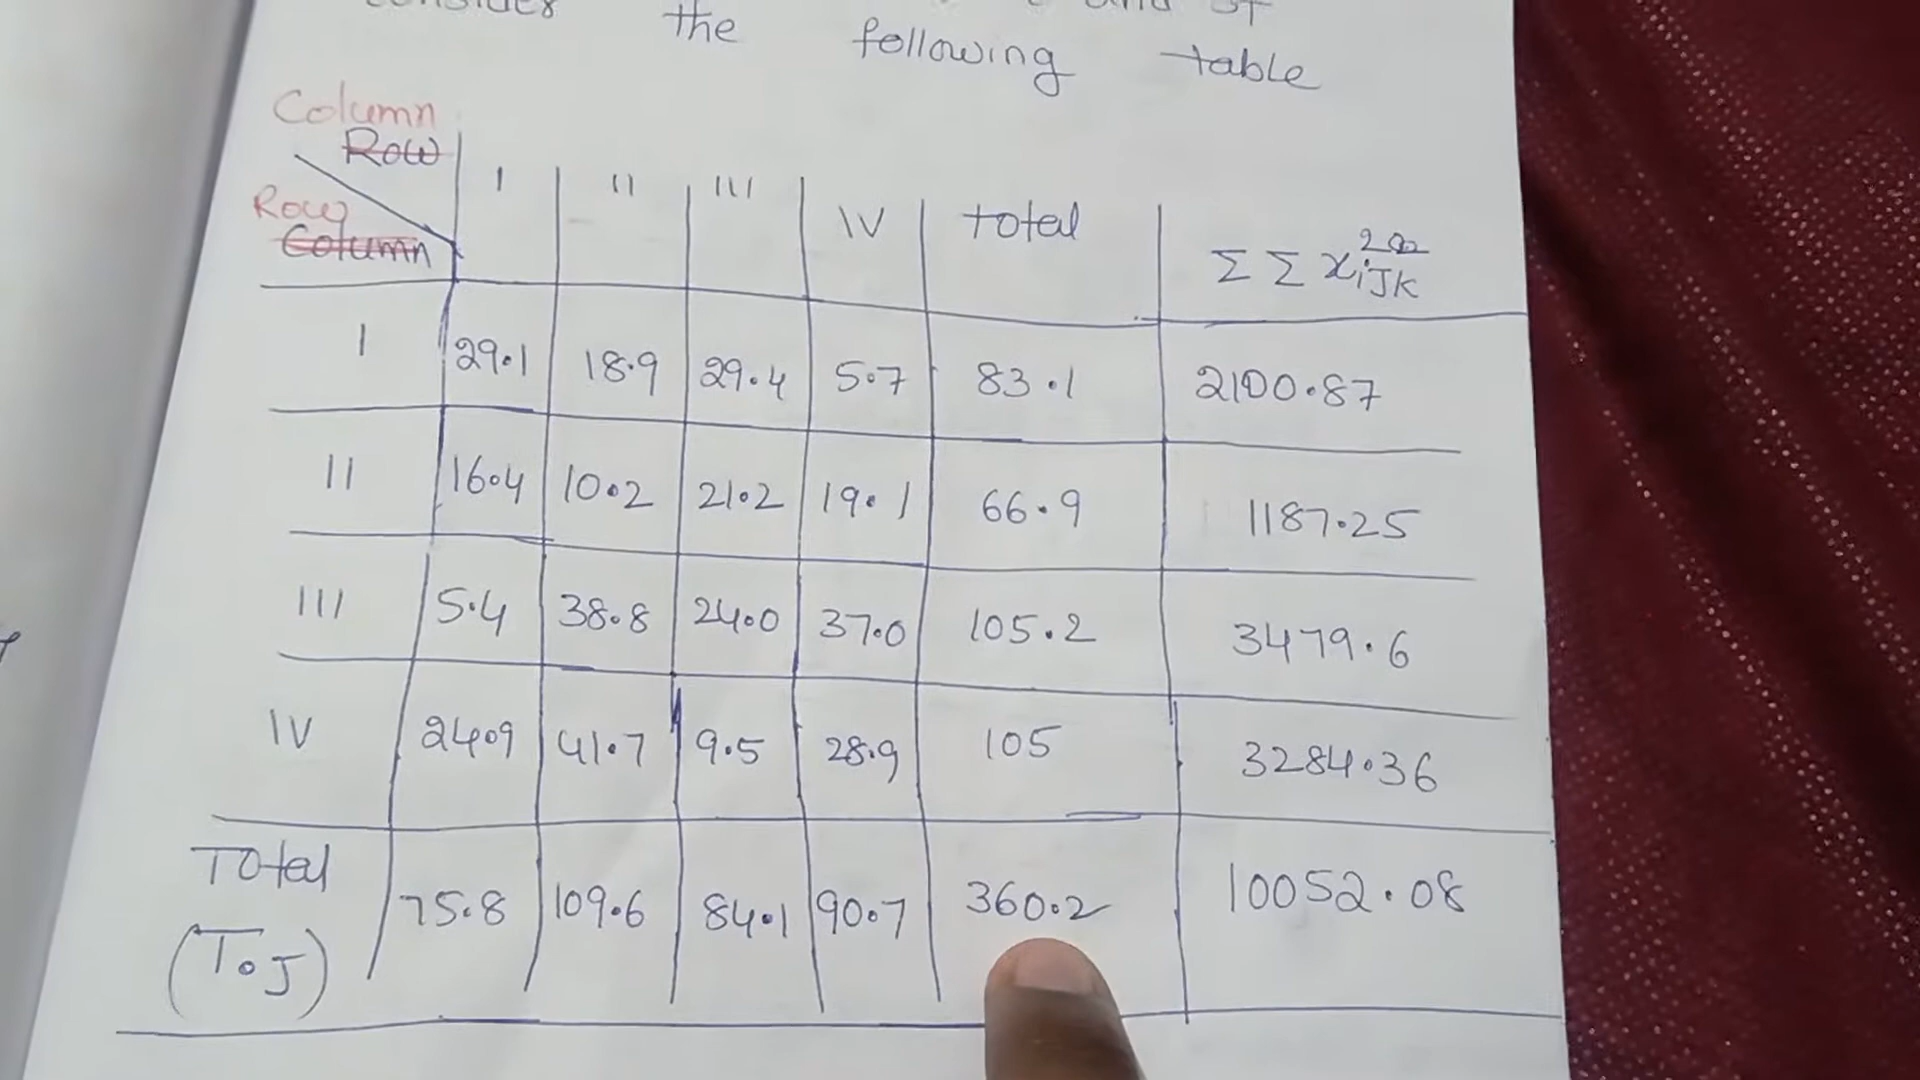 the following table
Column
Row
Row
Column
I II III IV total Σ Σ x²ijk
I 29.1 18.9 29.4 5.7 83.1 2100.87
II 16.4 10.2 21.2 19.1 66.9 1187.25
III 5.4 38.8 24.0 37.0 105.2 3479.6
IV 24.9 41.7 9.5 28.9 105 3284.36
Total 75.8 109.6 84.1 90.7 360.2 10052.08
(T.J)